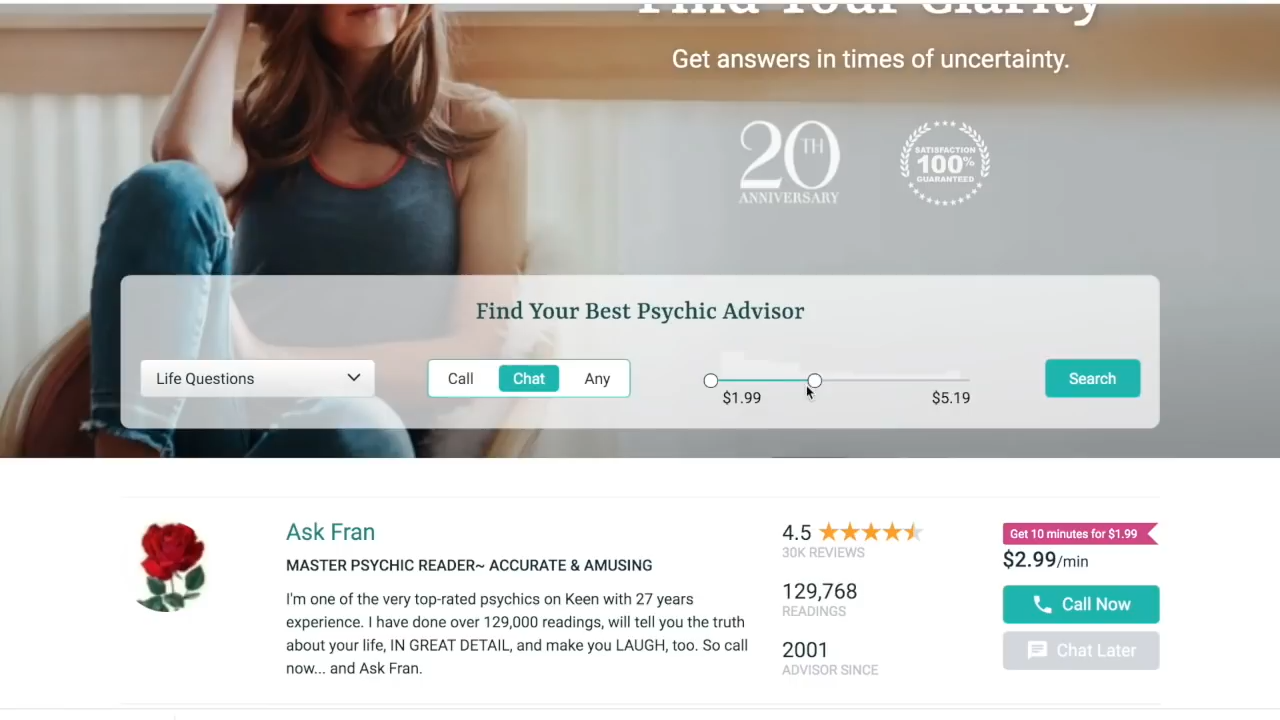 Find Your Clarity
Get answers in times of uncertainty.
20TH
ANNIVERSARY
SATISFACTION
100%
GUARANTEED
Find Your Best Psychic Advisor
Life Questions
Call
Chat
Any
$1.99
$5.19
Search
Ask Fran
MASTER PSYCHIC READER~ ACCURATE & AMUSING
I'm one of the very top-rated psychics on Keen with 27 years
experience. I have done over 129,000 readings, will tell you the truth
about your life, IN GREAT DETAIL, and make you LAUGH, too. So call
now... and Ask Fran.
4.5
30K REVIEWS
129,768
READINGS
2001
ADVISOR SINCE
Get 10 minutes for $1.99
$2.99/min
Call Now
Chat Later